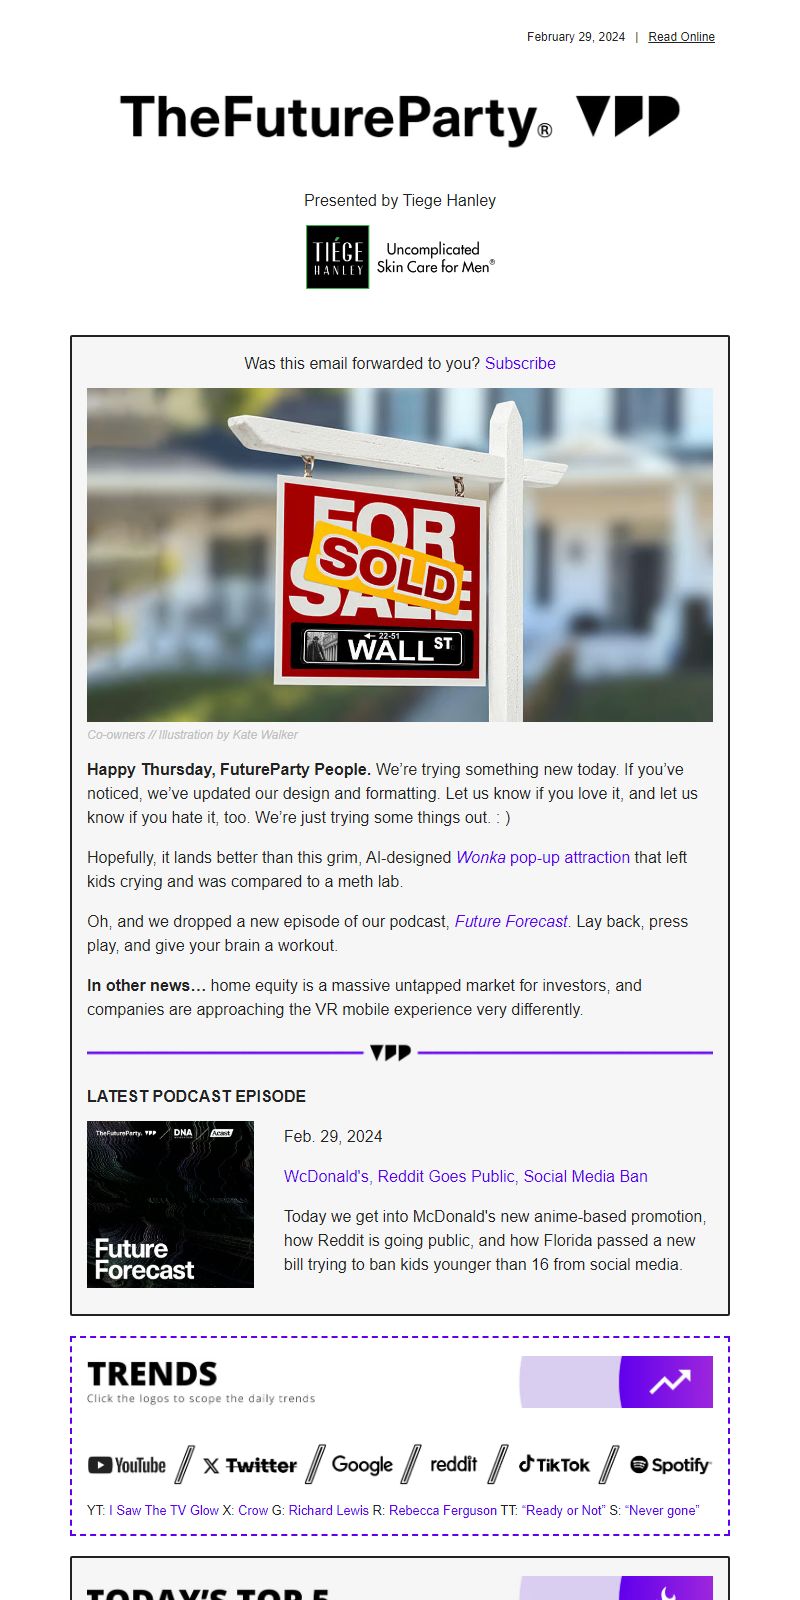 February 29, 2024 | Read Online
TheFutureParty®
Presented by Tiege Hanley
TIÉGE
HANLEY
Uncomplicated
Skin Care for Men®
Was this email forwarded to you? Subscribe
FOR
SOLD
SALE
22-51
WALL ST
Co-owners // Illustration by Kate Walker
Happy Thursday, FutureParty People. We’re trying something new today. If you’ve
noticed, we’ve updated our design and formatting. Let us know if you love it, and let us
know if you hate it, too. We’re just trying some things out. : )
Hopefully, it lands better than this grim, AI-designed Wonka pop-up attraction that left
kids crying and was compared to a meth lab.
Oh, and we dropped a new episode of our podcast, Future Forecast. Lay back, press
play, and give your brain a workout.
In other news… home equity is a massive untapped market for investors, and
companies are approaching the VR mobile experience very differently.
LATEST PODCAST EPISODE
TheFutureParty. DNA Acast
Future
Forecast
Feb. 29, 2024
WcDonald's, Reddit Goes Public, Social Media Ban
Today we get into McDonald's new anime-based promotion,
how Reddit is going public, and how Florida passed a new
bill trying to ban kids younger than 16 from social media.
TRENDS
Click the logos to scope the daily trends
YouTube X Twitter Google reddit TikTok Spotify
YT: I Saw The TV Glow X: Crow G: Richard Lewis R: Rebecca Ferguson TT: “Ready or Not” S: “Never gone”
TODAY’S TOP 5